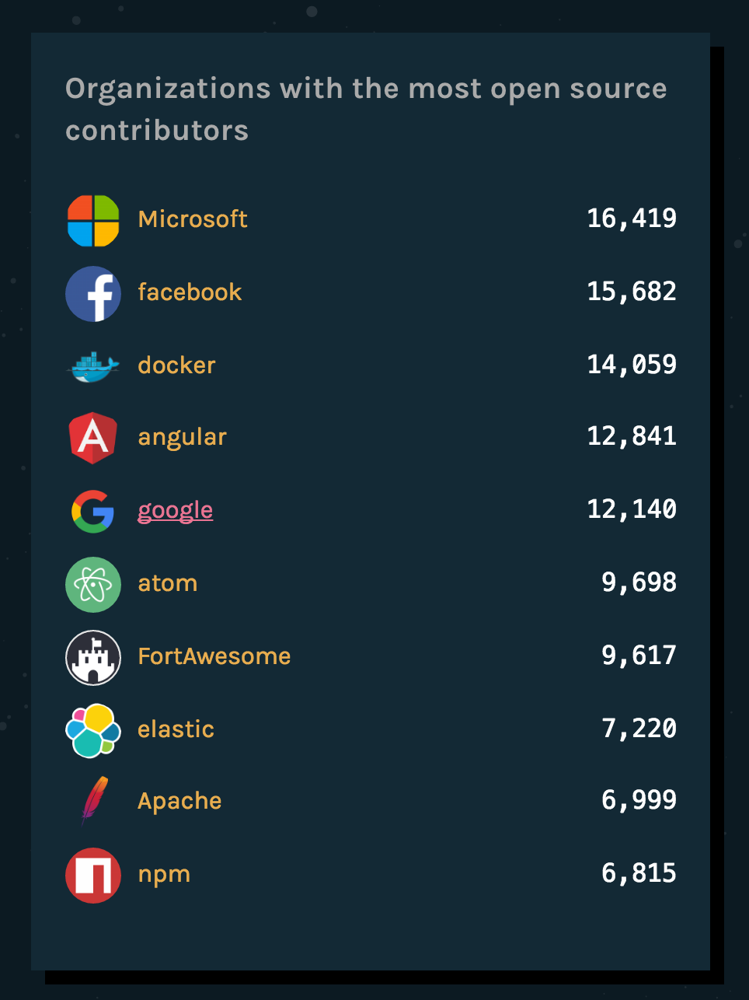 Organizations with the most open source
contributors
Microsoft 16,419
facebook 15,682
docker 14,059
angular 12,841
google 12,140
atom 9,698
FortAwesome 9,617
elastic 7,220
Apache 6,999
npm 6,815